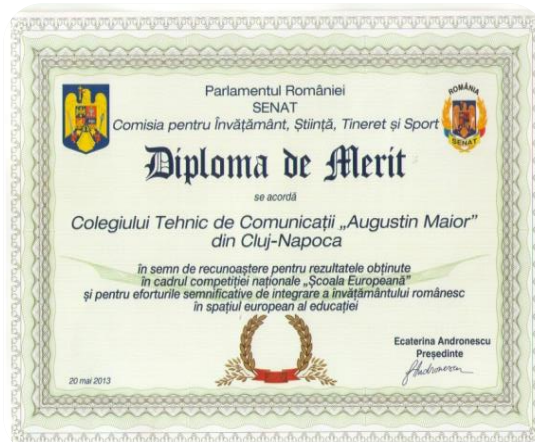 Parlamentul României
SENAT
Comisia pentru Învățământ, Știință, Tineret și Sport
ROMÂNIA
SENAT
Diploma de Merit
se acordă
Colegiului Tehnic de Comunicații „Augustin Maior”
din Cluj-Napoca
în semn de recunoaștere pentru rezultatele obținute
în cadrul competiției naționale „Școala Europeană”
și pentru eforturile semnificative de integrare a învățământului românesc
în spațiul european al educației
Ecaterina Andronescu
Președinte
20 mai 2013